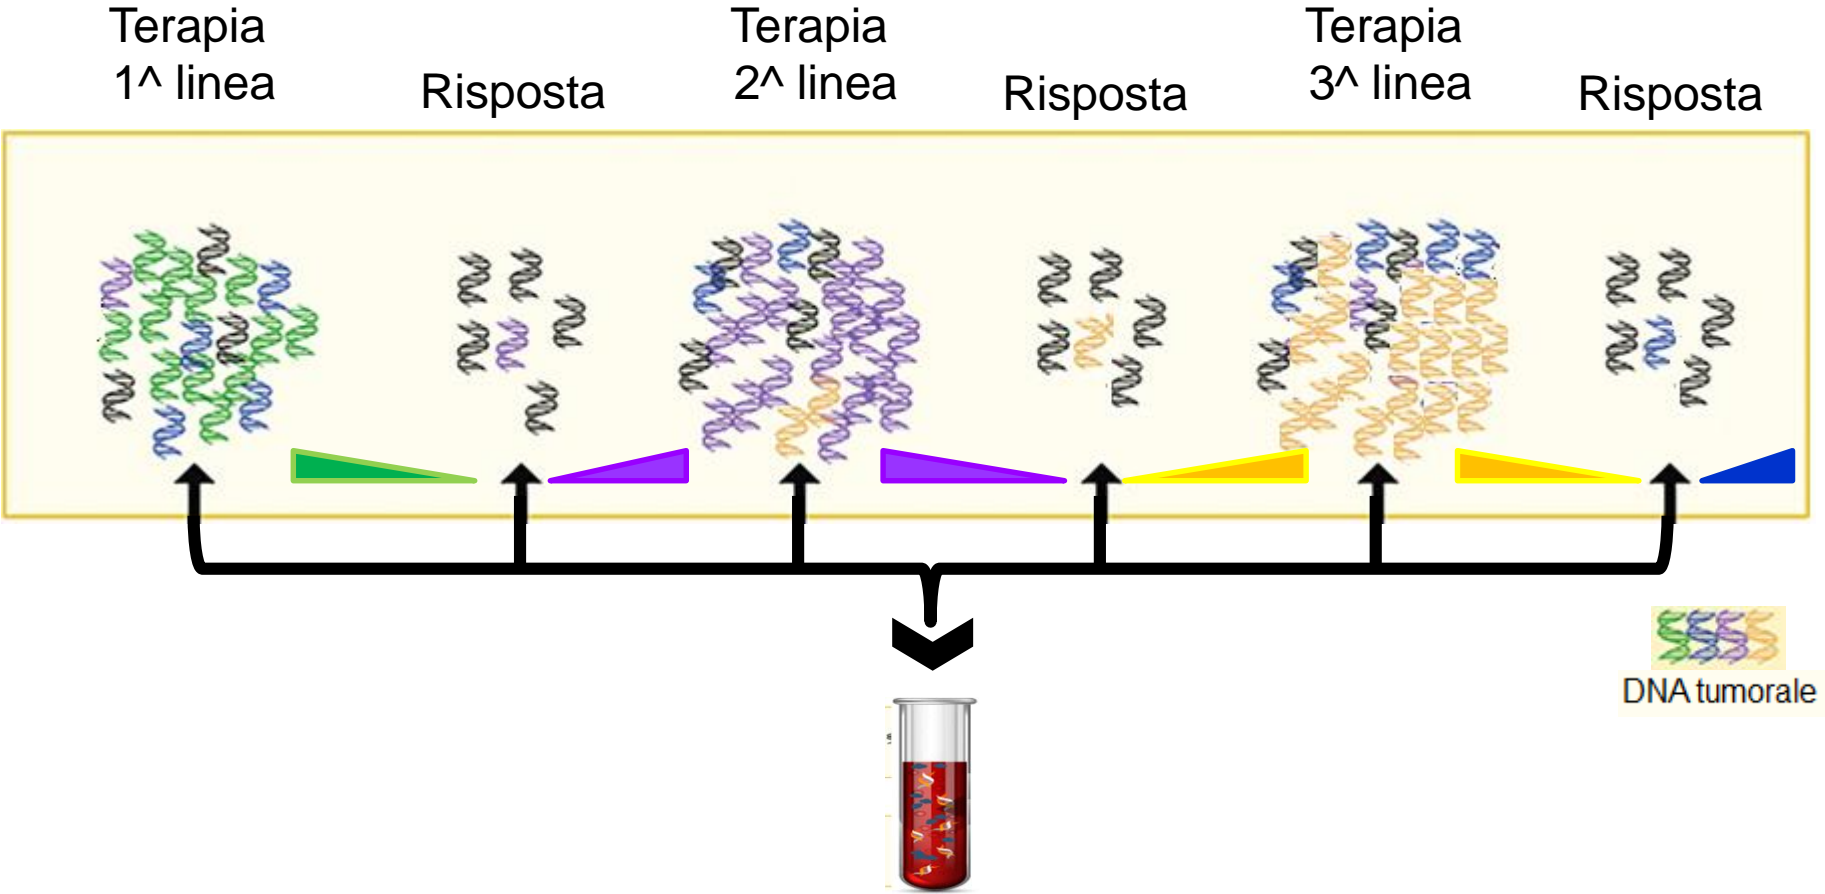 Terapia
1^ linea
Risposta
Terapia
2^ linea
Risposta
Terapia
3^ linea
Risposta
DNA tumorale